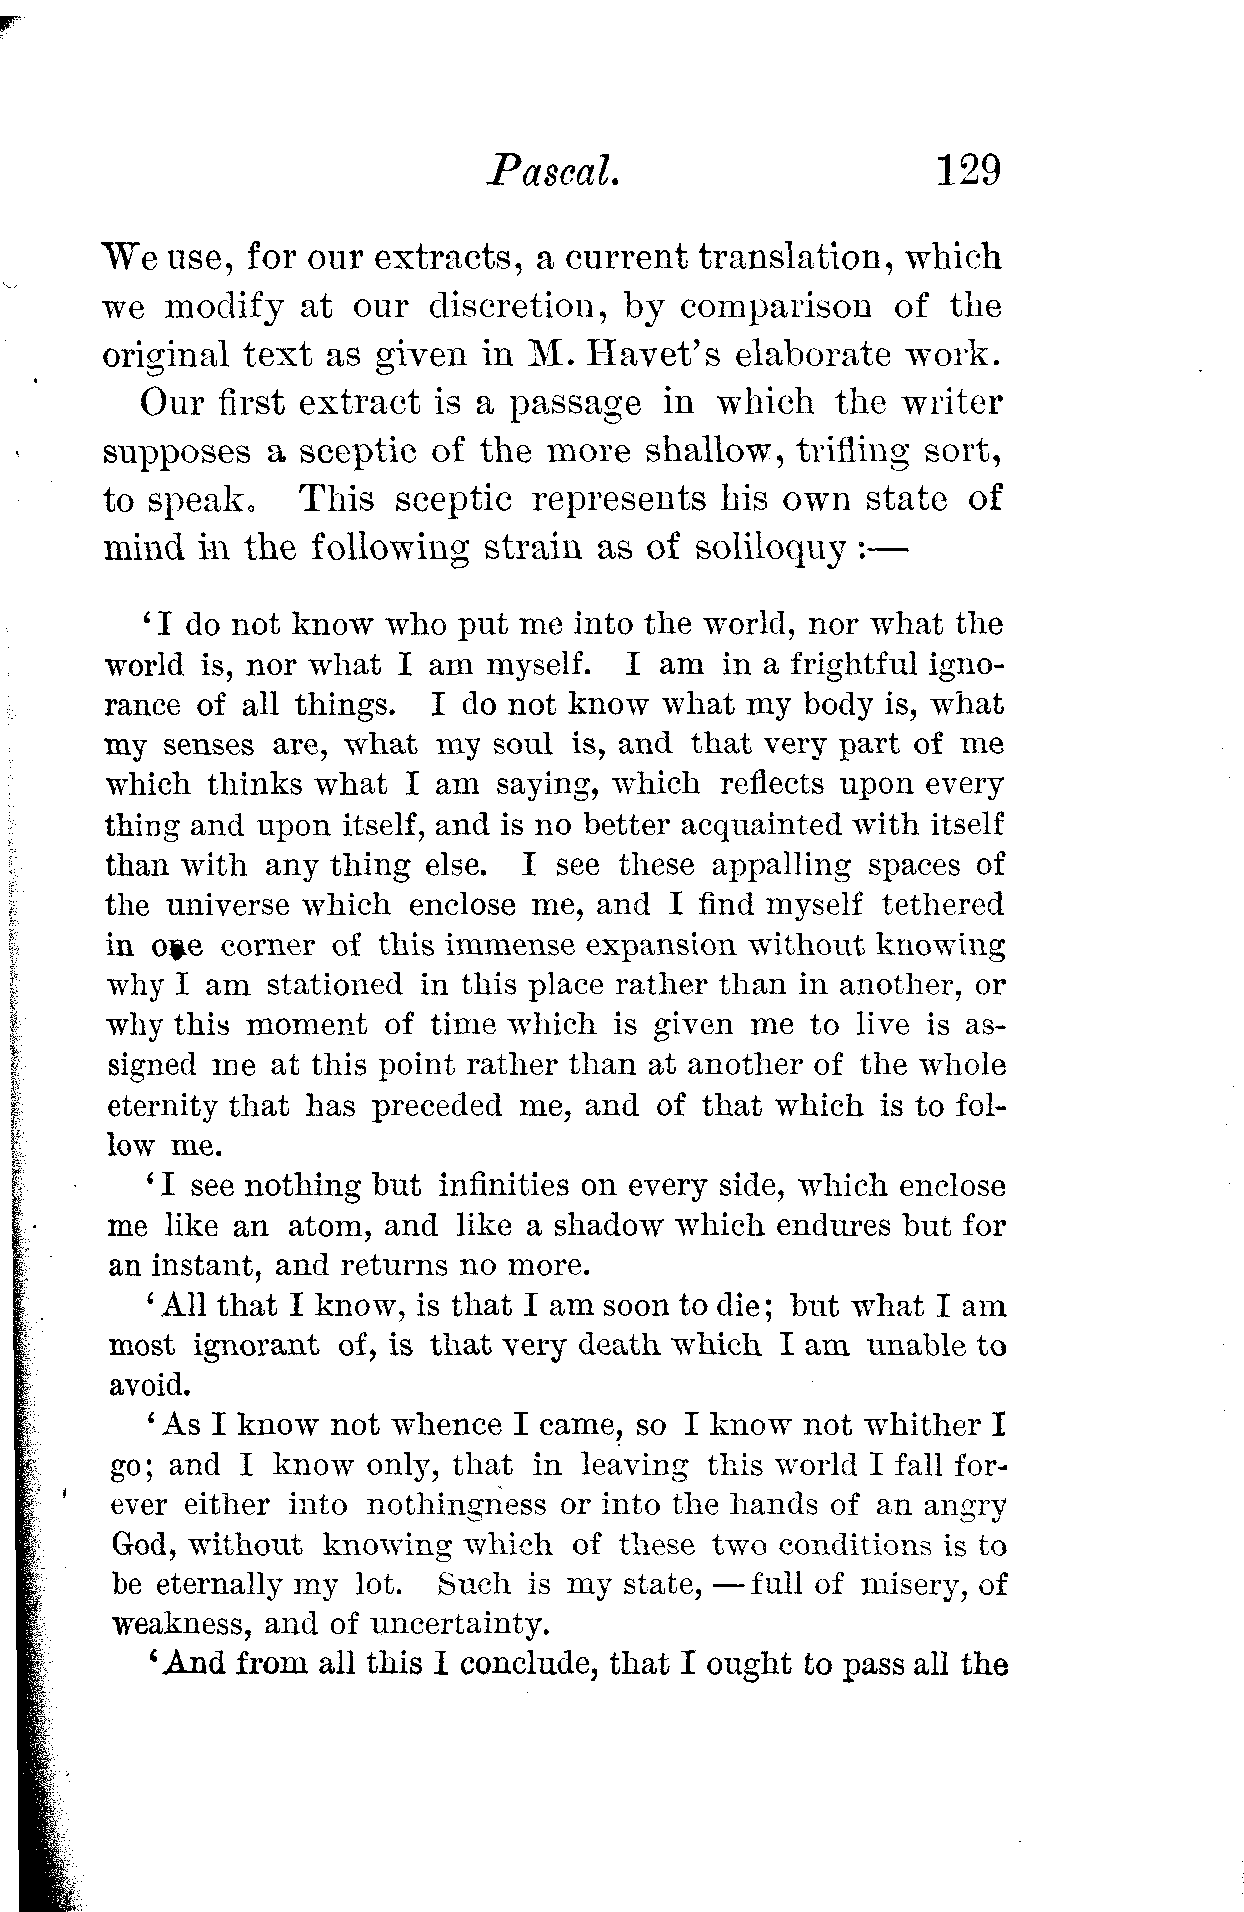 Pascal. 129
We use, for our extracts, a current translation, which
we modify at our discretion, by comparison of the
original text as given in M. Havet's elaborate work.
Our first extract is a passage in which the writer
supposes a sceptic of the more shallow, trifling sort,
to speak. This sceptic represents his own state of
mind in the following strain as of soliloquy :—
‘I do not know who put me into the world, nor what the
world is, nor what I am myself. I am in a frightful igno-
rance of all things. I do not know what my body is, what
my senses are, what my soul is, and that very part of me
which thinks what I am saying, which reflects upon every
thing and upon itself, and is no better acquainted with itself
than with any thing else. I see these appalling spaces of
the universe which enclose me, and I find myself tethered
in one corner of this immense expansion without knowing
why I am stationed in this place rather than in another, or
why this moment of time which is given me to live is as-
signed me at this point rather than at another of the whole
eternity that has preceded me, and of that which is to fol-
low me.
‘I see nothing but infinities on every side, which enclose
me like an atom, and like a shadow which endures but for
an instant, and returns no more.
‘All that I know, is that I am soon to die; but what I am
most ignorant of, is that very death which I am unable to
avoid.
‘As I know not whence I came, so I know not whither I
go; and I know only, that in leaving this world I fall for-
ever either into nothingness or into the hands of an angry
God, without knowing which of these two conditions is to
be eternally my lot. Such is my state, —full of misery, of
weakness, and of uncertainty.
‘And from all this I conclude, that I ought to pass all the